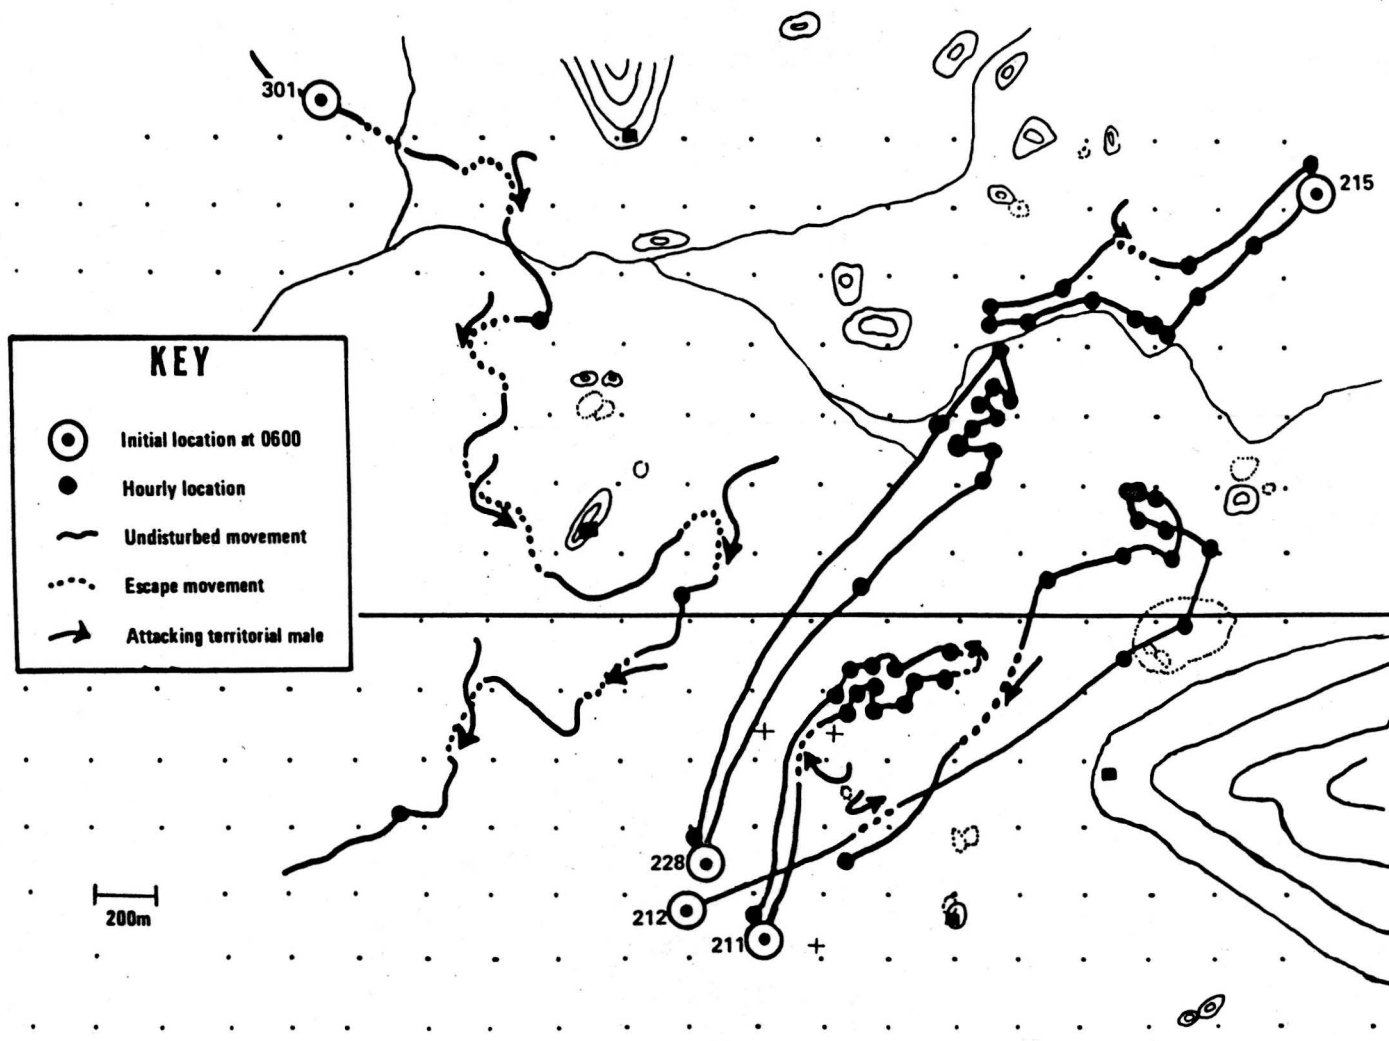 301
215
KEY
Initial location at 0600
Hourly location
Undisturbed movement
Escape movement
Attacking territorial male
228
212
211
200m